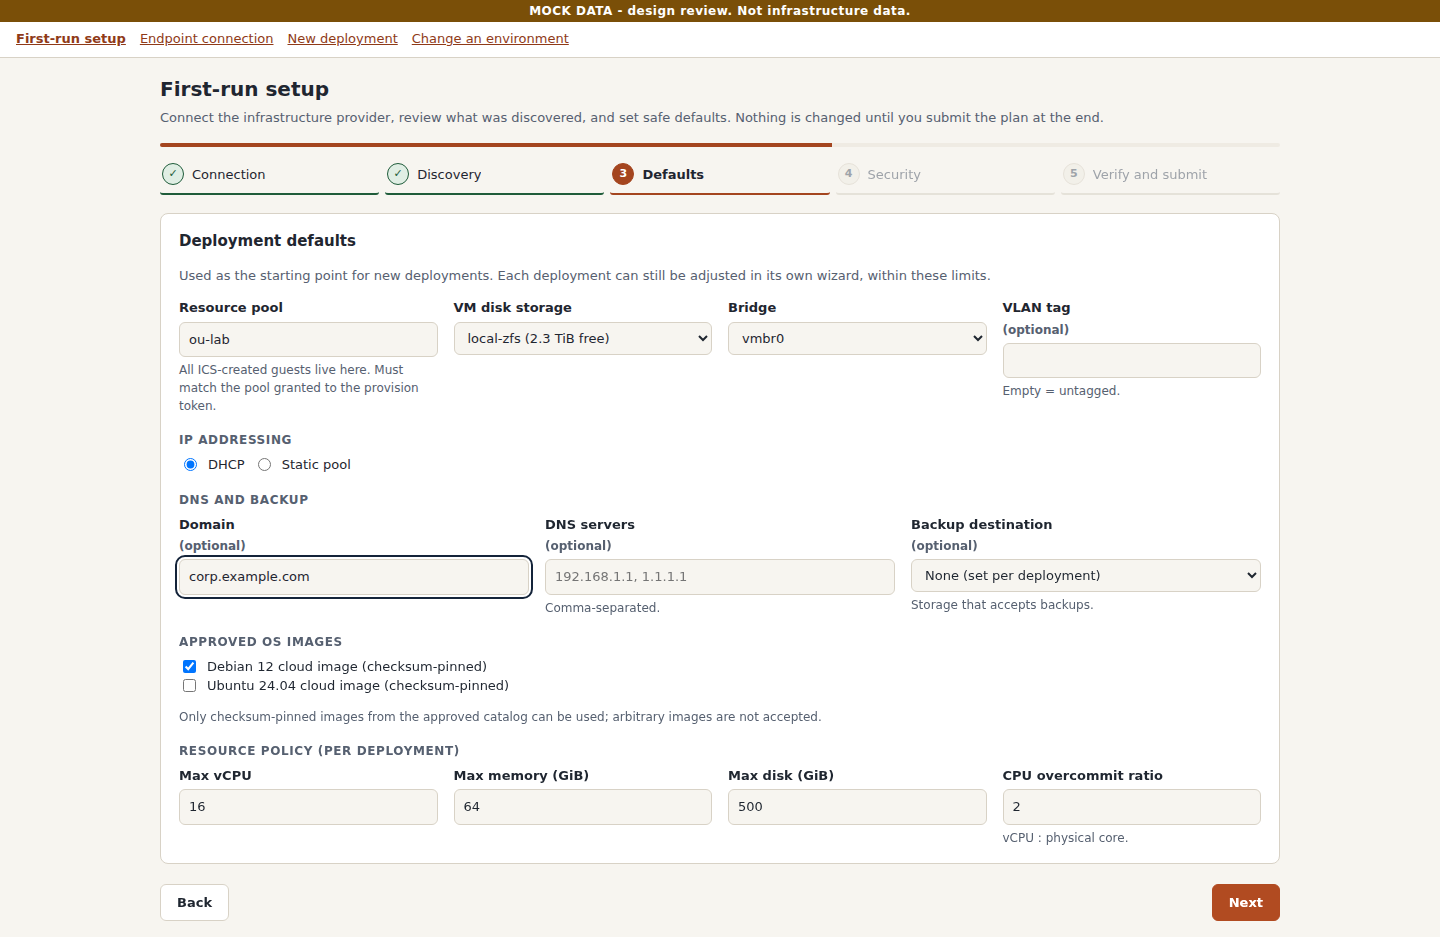 MOCK DATA - design review. Not infrastructure data.
First-run setup Endpoint connection New deployment Change an environment
First-run setup
Connect the infrastructure provider, review what was discovered, and set safe defaults. Nothing is changed until you submit the plan at the end.
✓ Connection ✓ Discovery 3 Defaults 4 Security 5 Verify and submit
Deployment defaults
Used as the starting point for new deployments. Each deployment can still be adjusted in its own wizard, within these limits.
Resource pool
ou-lab
All ICS-created guests live here. Must
match the pool granted to the provision
token.
VM disk storage
local-zfs (2.3 TiB free)
Bridge
vmbr0
VLAN tag
(optional)
Empty = untagged.
IP ADDRESSING
DHCP Static pool
DNS AND BACKUP
Domain
(optional)
corp.example.com
DNS servers
(optional)
192.168.1.1, 1.1.1.1
Comma-separated.
Backup destination
(optional)
None (set per deployment)
Storage that accepts backups.
APPROVED OS IMAGES
Debian 12 cloud image (checksum-pinned)
Ubuntu 24.04 cloud image (checksum-pinned)
Only checksum-pinned images from the approved catalog can be used; arbitrary images are not accepted.
RESOURCE POLICY (PER DEPLOYMENT)
Max vCPU
16
Max memory (GiB)
64
Max disk (GiB)
500
CPU overcommit ratio
2
vCPU : physical core.
Back Next